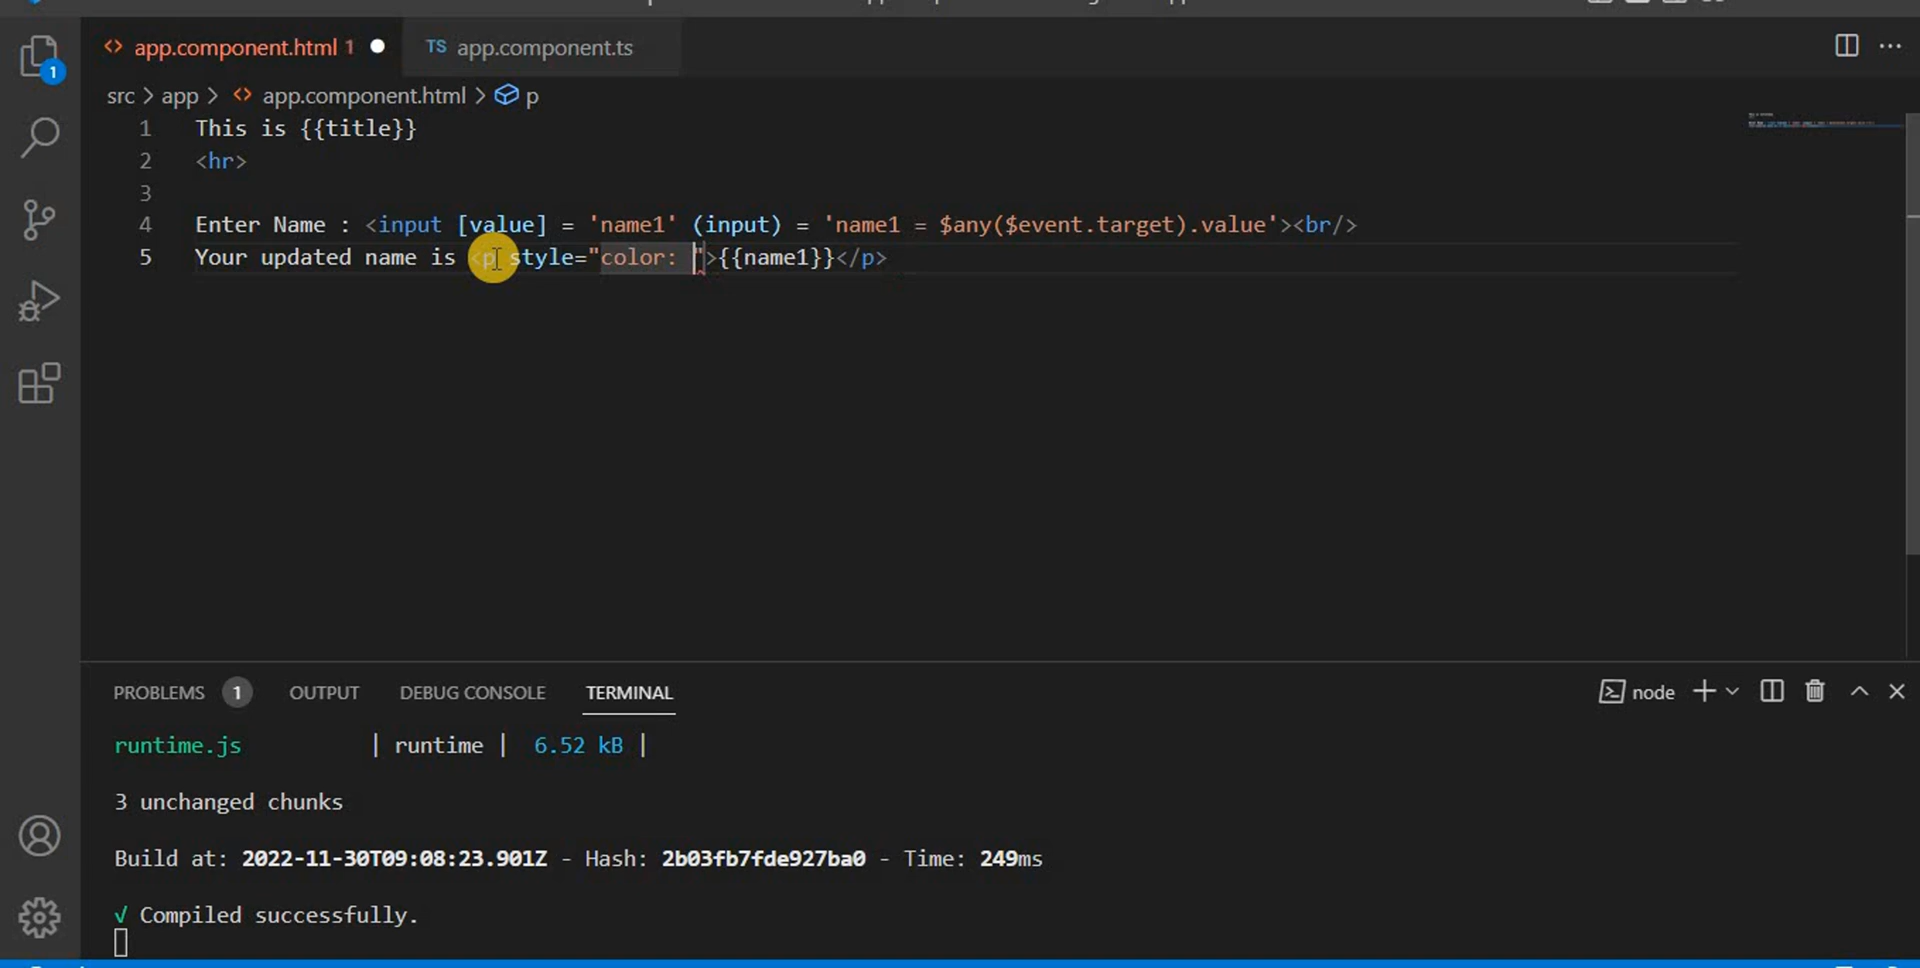 app.component.html 1
TS app.component.ts
1
src > app > app.component.html > p
1 This is {{title}}
2 <hr>
3
4 Enter Name : <input [value] = 'name1' (input) = 'name1 = $any($event.target).value'><br/>
5 Your updated name is <p style="color: ">{{name1}}</p>
PROBLEMS 1 OUTPUT DEBUG CONSOLE TERMINAL
node
runtime.js | runtime | 6.52 kB |
3 unchanged chunks
Build at: 2022-11-30T09:08:23.901Z - Hash: 2b03fb7fde927ba0 - Time: 249ms
√ Compiled successfully.